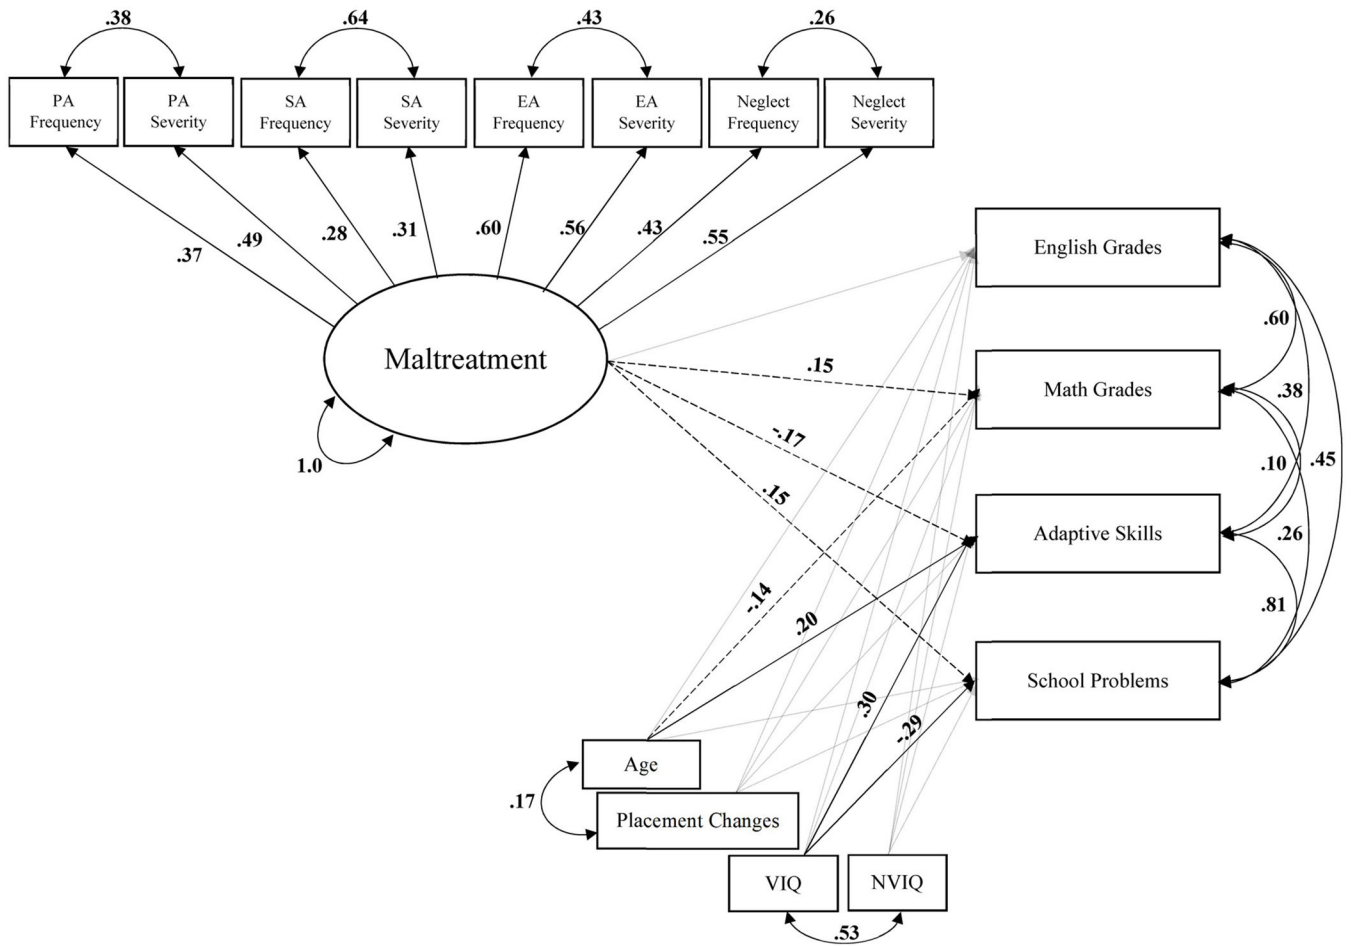 .38
.64
.43
.26
PA
Frequency
PA
Severity
SA
Frequency
SA
Severity
EA
Frequency
EA
Severity
Neglect
Frequency
Neglect
Severity
.37
.49
.28
.31
.60
.56
.43
.55
Maltreatment
1.0
English Grades
Math Grades
Adaptive Skills
School Problems
.15
-.17
.15
-.14
.20
.30
-.29
.60
.38
.10
.45
.26
.81
Age
Placement Changes
.17
VIQ
NVIQ
.53